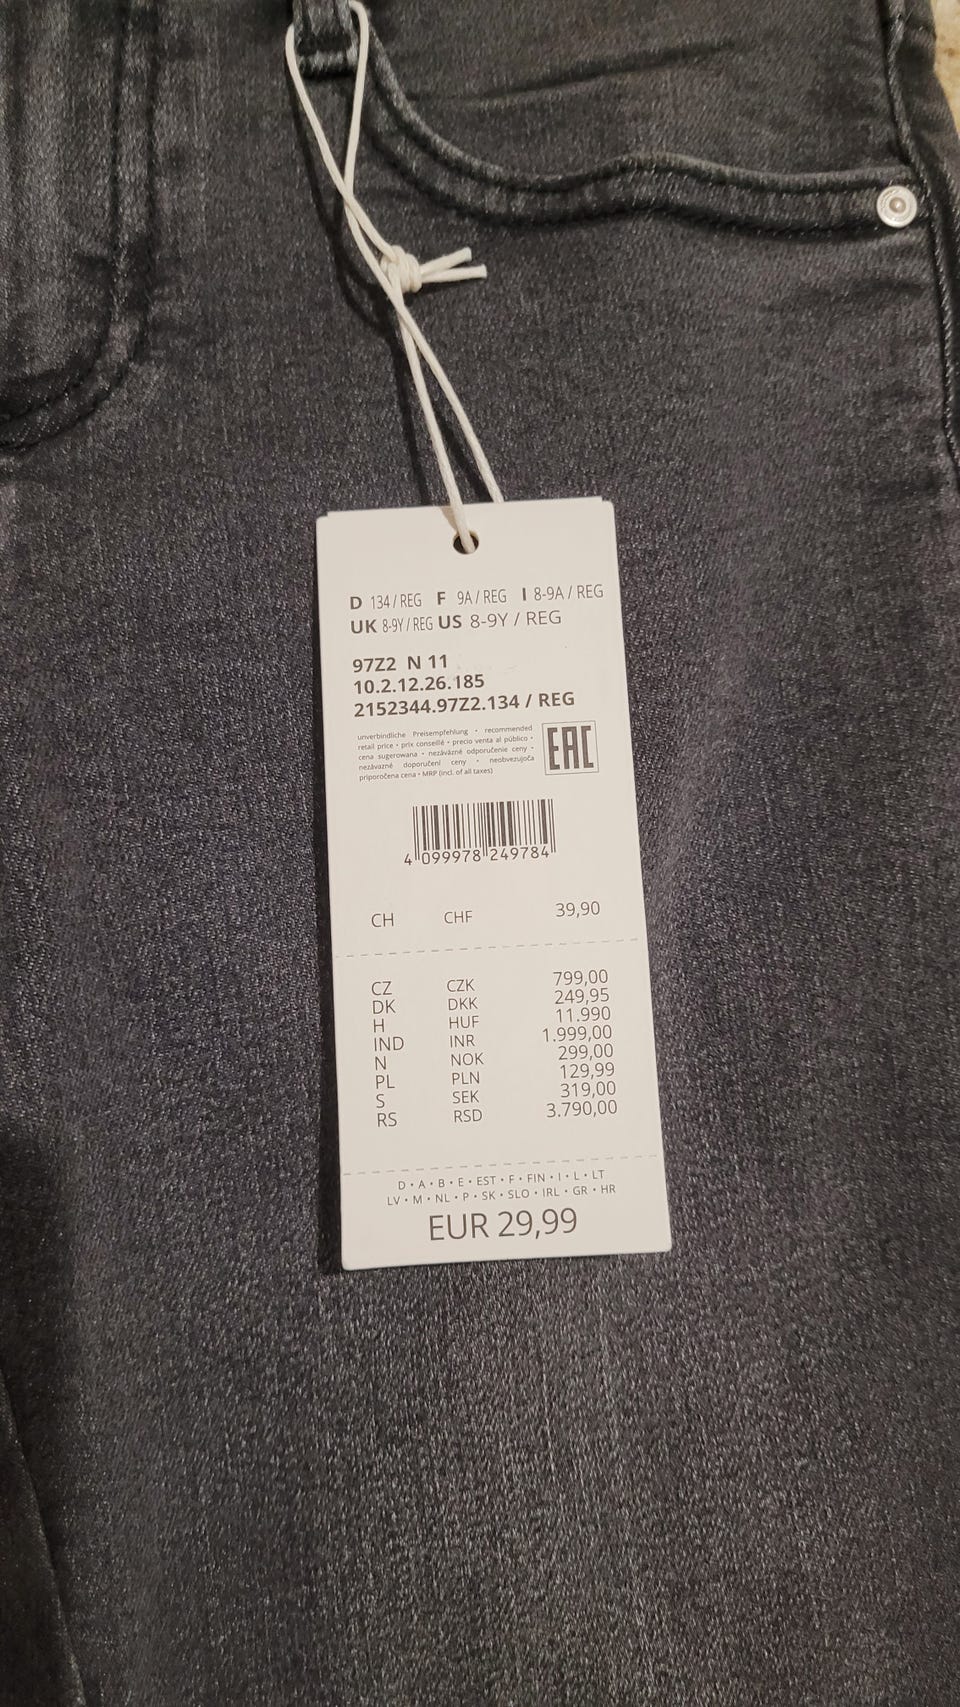 D 134 / REG F 9A / REG I 8-9A / REG
UK 8-9Y / REG US 8-9Y / REG
97Z2 N 11
10.2.12.26.185
2152344.97Z2.134 / REG
unverbindliche Preisempfehlung • recommended
retail price • prix conseillé • precio venta al público •
cena sugerowana • nezáväzné odporučenie ceny •
nezávazné doporučení ceny • neobvezujoča
priporočena cena • MRP (incl. of all taxes)
EAC
4 099978 249784
CH CHF 39,90
CZ CZK 799,00
DK DKK 249,95
H HUF 11.990
IND INR 1.999,00
N NOK 299,00
PL PLN 129,99
S SEK 319,00
RS RSD 3.790,00
D • A • B • E • EST • F • FIN • I • L • LT
LV • M • NL • P • SK • SLO • IRL • GR • HR
EUR 29,99